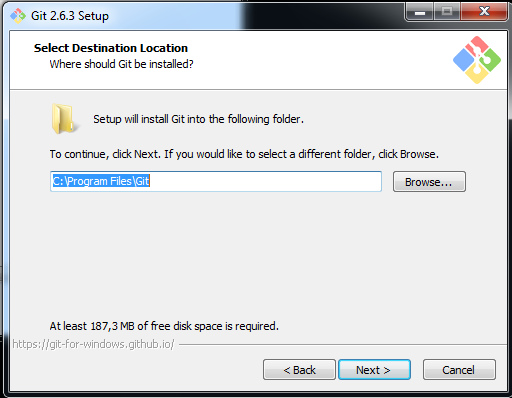 Git 2.6.3 Setup
Select Destination Location
Where should Git be installed?
Setup will install Git into the following folder.
To continue, click Next. If you would like to select a different folder, click Browse.
C:\Program Files\Git
Browse...
At least 187,3 MB of free disk space is required.
https://git-for-windows.github.io/
< Back
Next >
Cancel